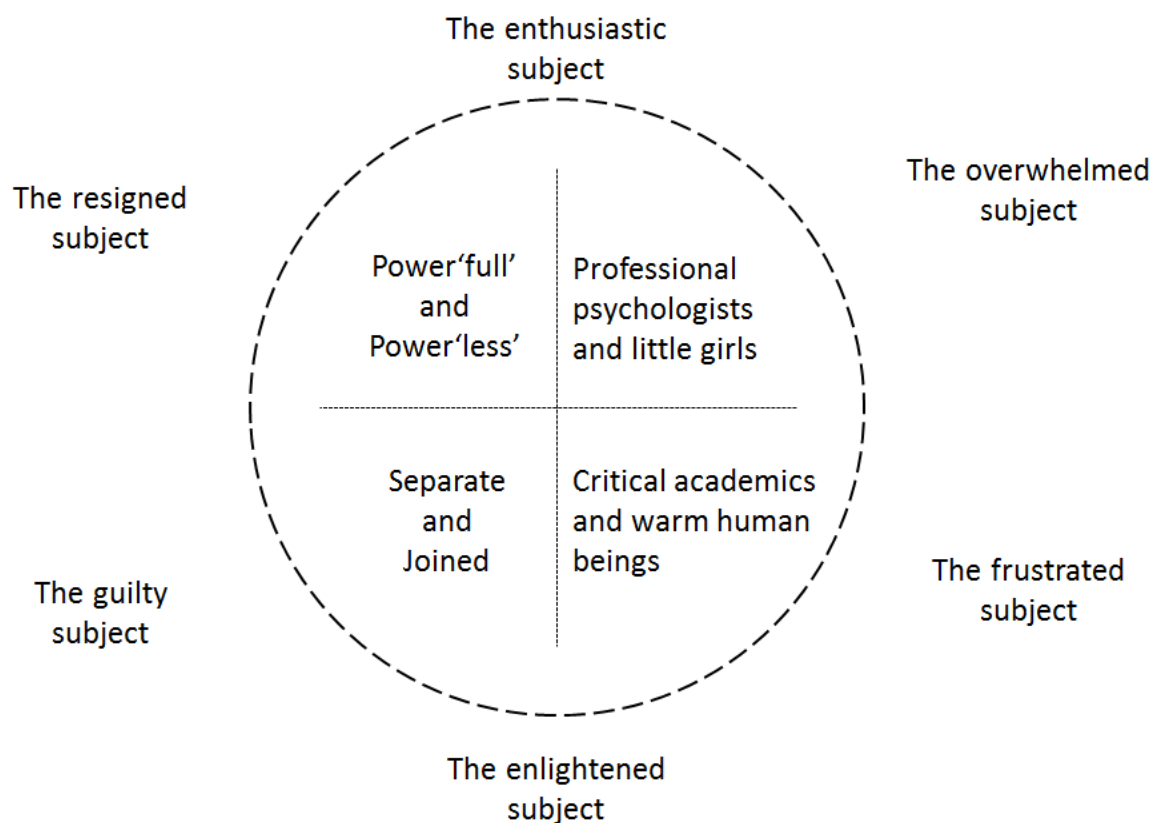 The enthusiastic
subject
The overwhelmed
subject
The resigned
subject
Power‘full’
and
Power‘less’
Professional
psychologists
and little girls
Separate
and
Joined
Critical academics
and warm human
beings
The frustrated
subject
The guilty
subject
The enlightened
subject